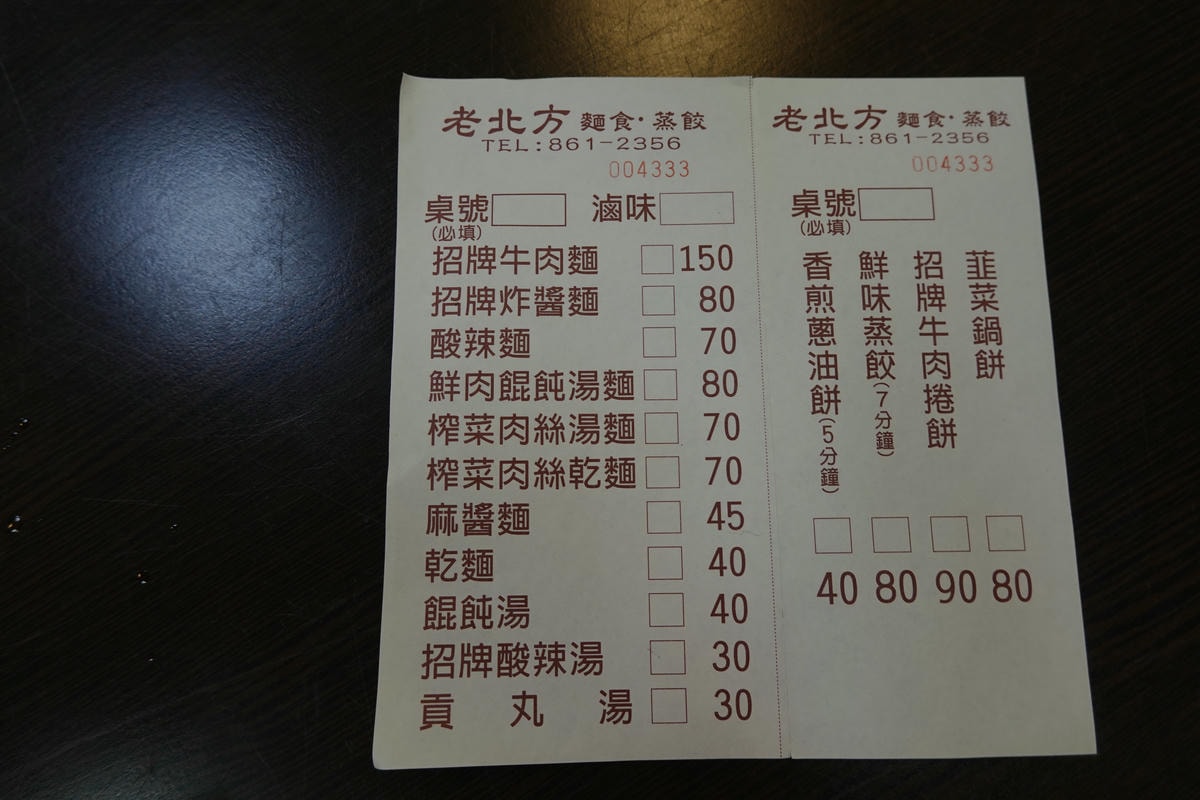 老北方 麵食·蒸餃
TEL:861-2356
004333
桌號 滷味
(必填)
招牌牛肉麵 150
招牌炸醬麵 80
酸辣麵 70
鮮肉餛飩湯麵 80
榨菜肉絲湯麵 70
榨菜肉絲乾麵 70
麻醬麵 45
乾麵 40
餛飩湯 40
招牌酸辣湯 30
貢丸湯 30
老北方 麵食·蒸餃
TEL:861-2356
004333
桌號
(必填)
韮菜鍋餅 80
招牌牛肉捲餅 90
鮮味蒸餃(7分鐘) 80
香煎蔥油餅(5分鐘) 40